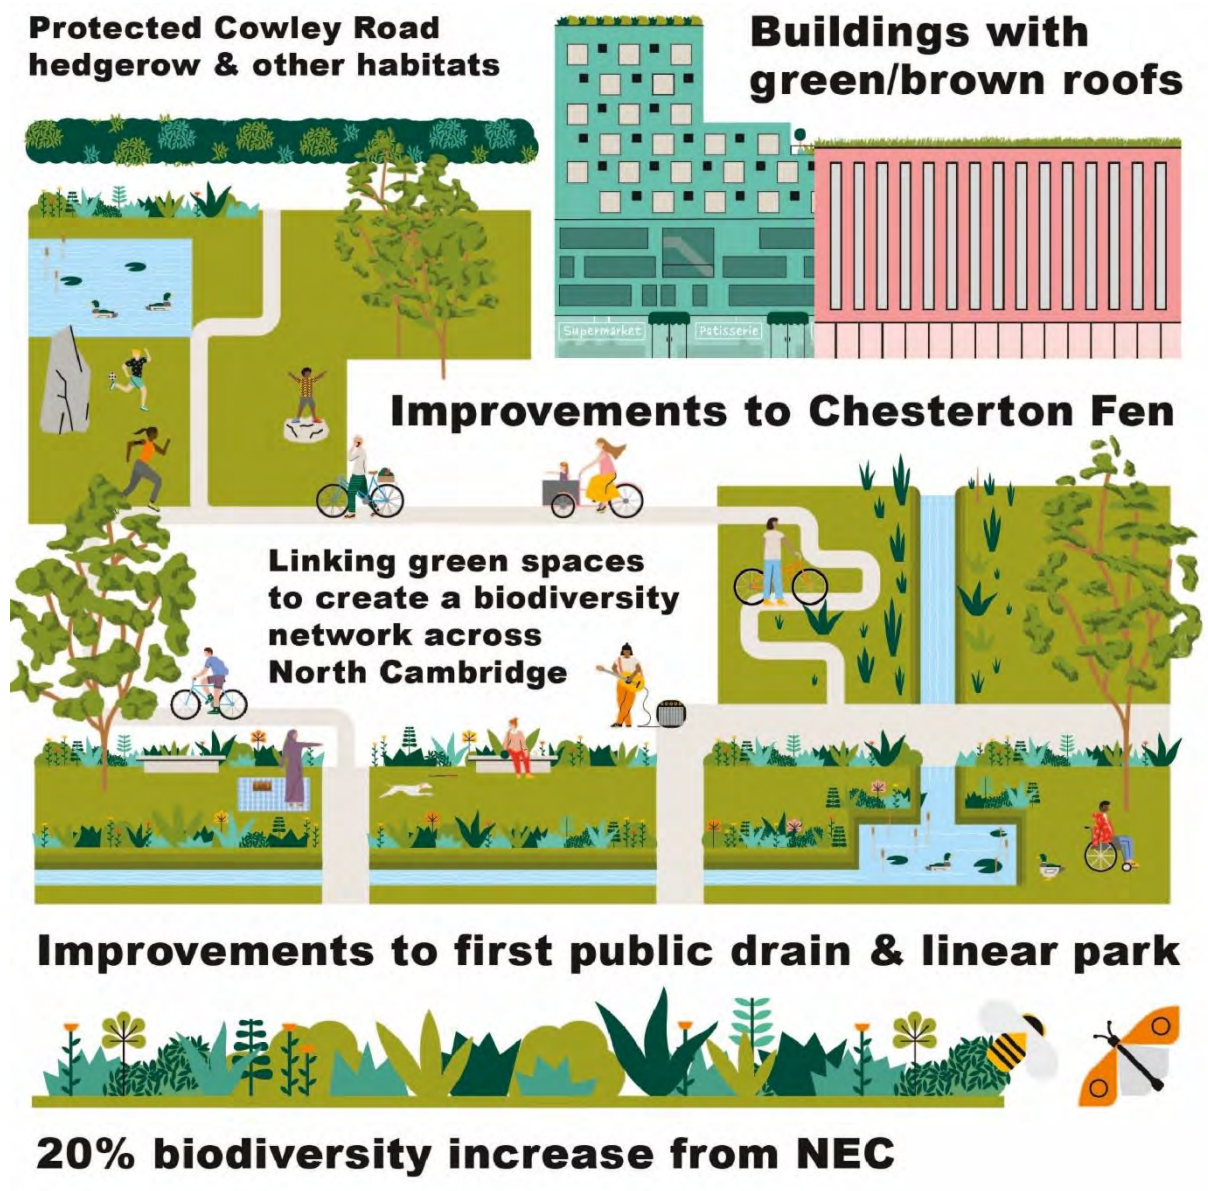 Protected Cowley Road
hedgerow & other habitats
Buildings with
green/brown roofs
Supermarket
Patisserie
Improvements to Chesterton Fen
Linking green spaces
to create a biodiversity
network across
North Cambridge
Improvements to first public drain & linear park
20% biodiversity increase from NEC